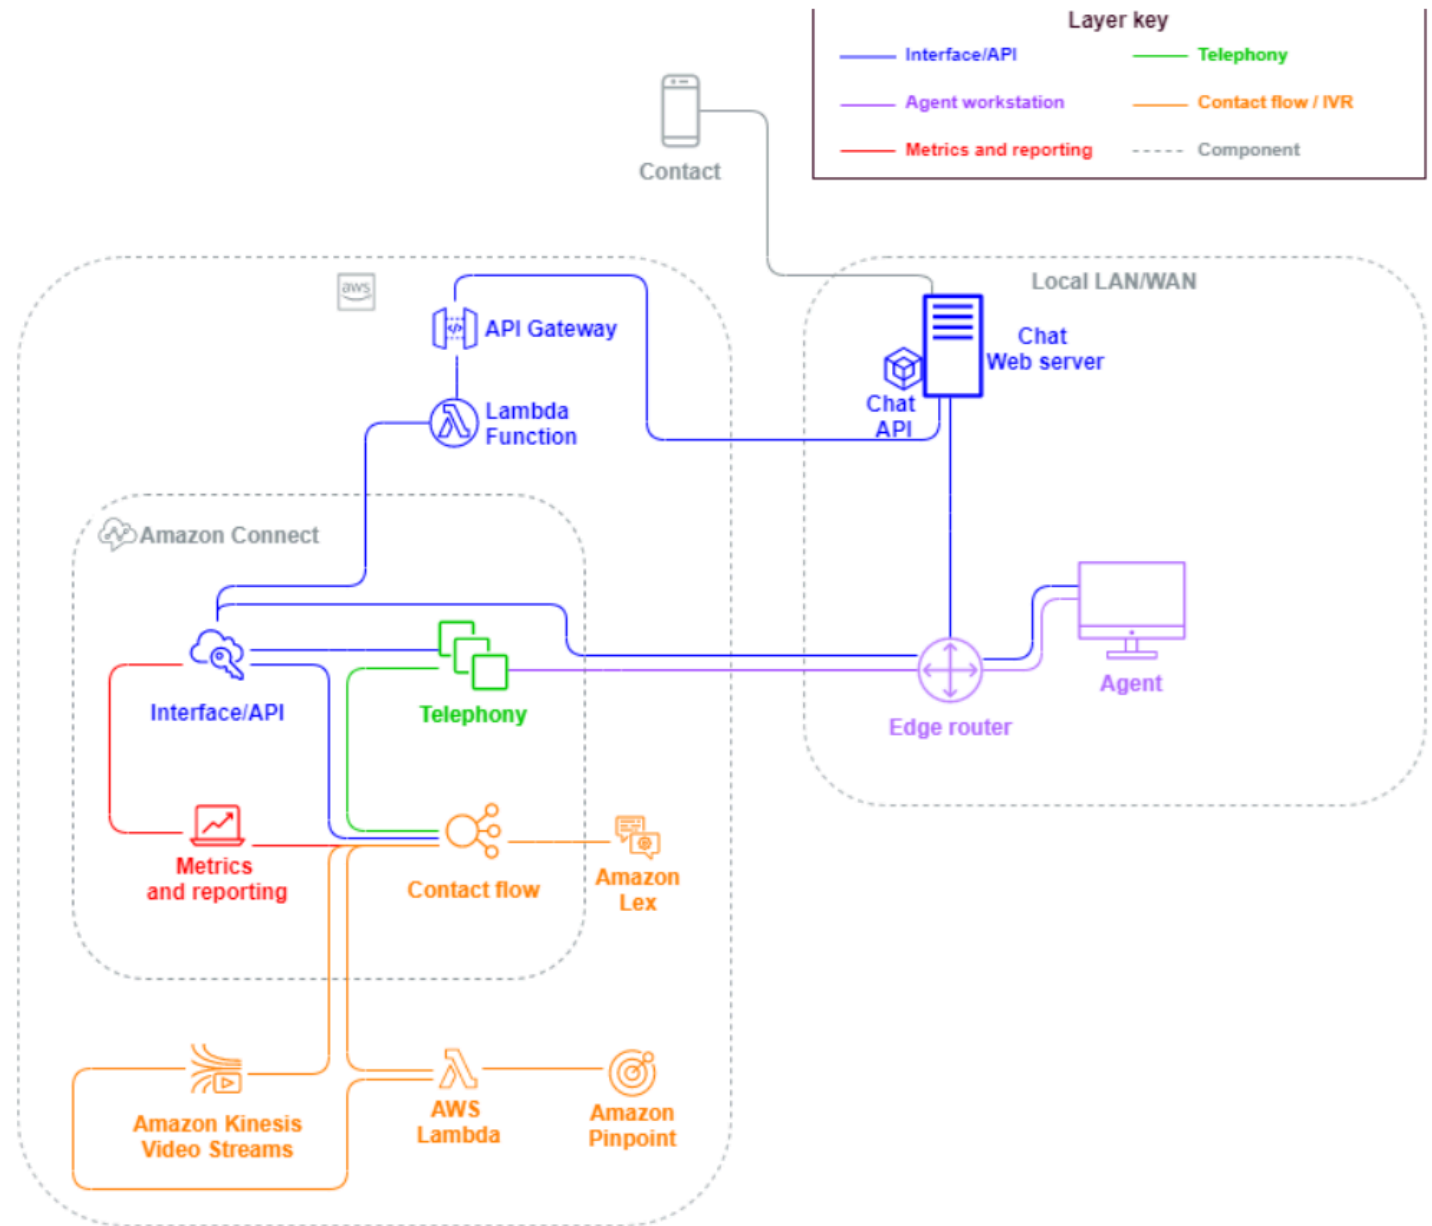 Layer key
Interface/API
Telephony
Agent workstation
Contact flow / IVR
Metrics and reporting
Component
Contact
aws
Local LAN/WAN
API Gateway
Chat
Web server
Chat
API
Lambda
Function
Amazon Connect
Interface/API
Telephony
Agent
Edge router
Metrics
and reporting
Contact flow
Amazon
Lex
Amazon Kinesis
Video Streams
AWS
Lambda
Amazon
Pinpoint